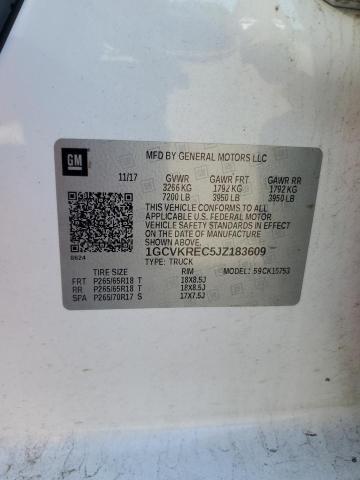 GM
MFD BY GENERAL MOTORS LLC
11/17 GVWR GAWR FRT GAWR RR
3266 KG 1792 KG 1792 KG
7200 LB 3950 LB 3950 LB
THIS VEHICLE CONFORMS TO ALL
APPLICABLE U.S. FEDERAL MOTOR
VEHICLE SAFETY STANDARDS IN
EFFECT ON THE DATE OF
MANUFACTURE SHOWN ABOVE.
0624 1GCVKREC5JZ183609
TYPE: TRUCK
TIRE SIZE RIM MODEL: 59CK15753
FRT P265/65R18 T 18X8.5J
RR P265/65R18 T 18X8.5J
SPA P265/70R17 S 17X7.5J